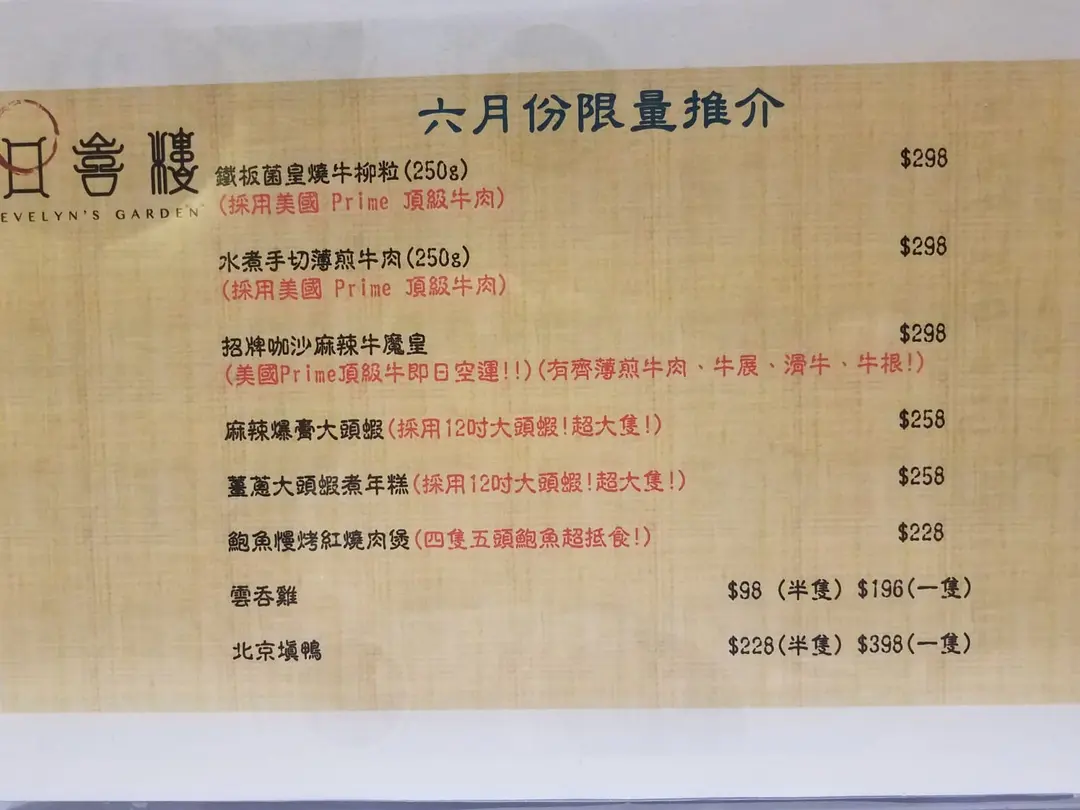 六月份限量推介
日舍樓
EVELYN'S GARDEN
鐵板菌皇燒牛柳粒(250g) $298
(採用美國 Prime 頂級牛肉)
水煮手切薄煎牛肉(250g) $298
(採用美國 Prime 頂級牛肉)
招牌咖沙麻辣牛魔皇 $298
(美國Prime頂級牛即日空運!!)(有齊薄煎牛肉、牛展、滑牛、牛根!)
麻辣爆膏大頭蝦(採用12吋大頭蝦!超大隻!) $258
薑蔥大頭蝦煮年糕(採用12吋大頭蝦!超大隻!) $258
鮑魚慢烤紅燒肉煲(四隻五頭鮑魚超抵食!) $228
雲吞雞 $98 (半隻) $196(一隻)
北京填鴨 $228(半隻) $398(一隻)